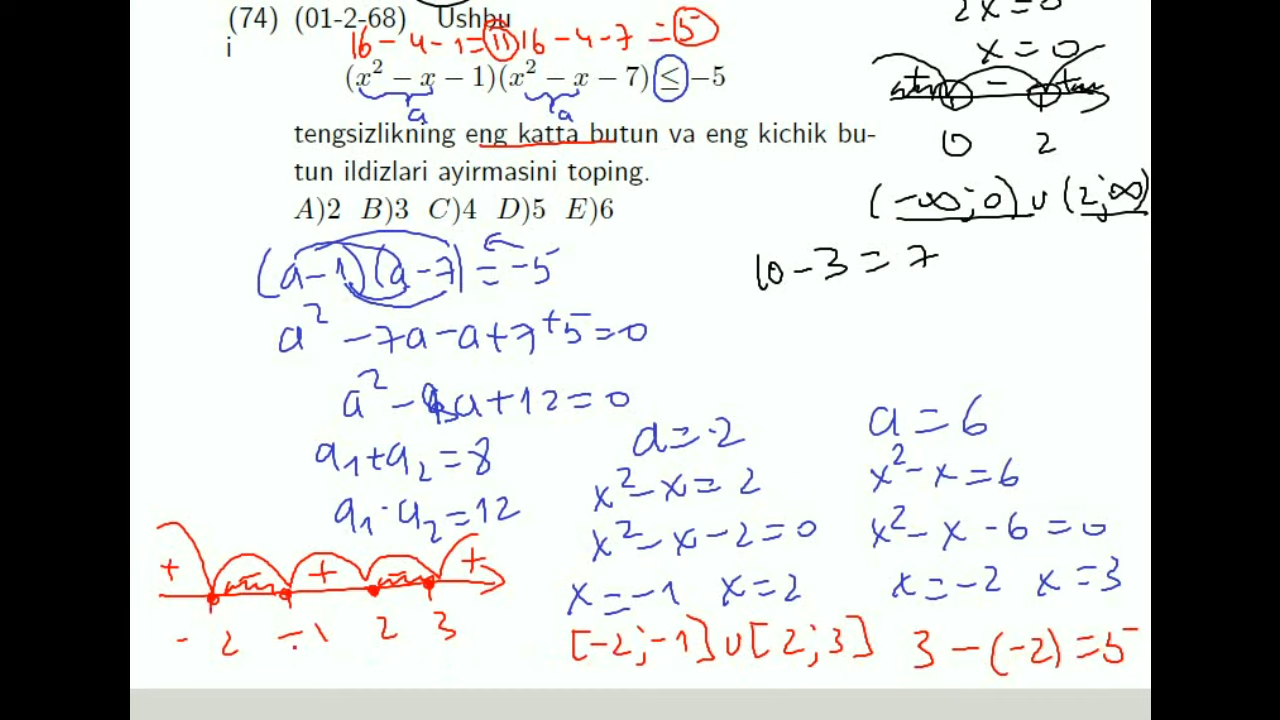 (74) (01-2-68) Ushbu
i
16 - 4 - 1 = 11 16 - 4 - 7 = 5
(x² − x − 1)(x² − x − 7) ≤ −5
a a
tengsizlikning eng katta butun va eng kichik bu-
tun ildizlari ayirmasini toping.
A)2 B)3 C)4 D)5 E)6
2x = 0
x = 0
+ - +
0 2
(-∞; 0) ∪ (2; ∞)
10 - 3 = 7
(a-1)(a-7) = -5
a² - 7a - a + 7 + 5 = 0
a² - 8a + 12 = 0
a₁+a₂ = 8
a₁·a₂ = 12
a = 2
x² - x = 2
x² - x - 2 = 0
x = -1 x = 2
a = 6
x² - x = 6
x² - x - 6 = 0
x = -2 x = 3
+ - + - +
-2 -1 2 3
[-2; -1] ∪ [2; 3] 3 - (-2) = 5